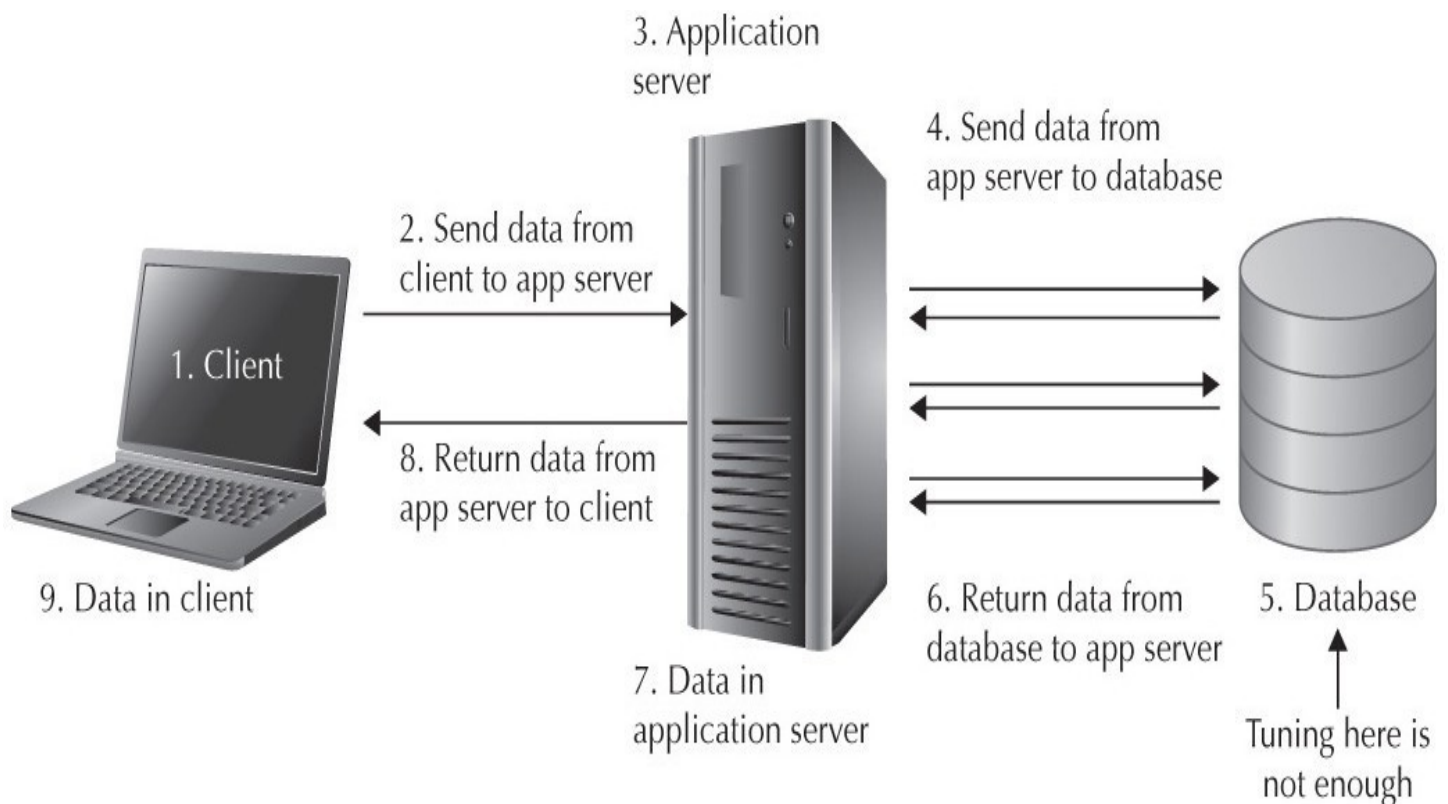 3. Application
server
4. Send data from
app server to database
2. Send data from
client to app server
1. Client
8. Return data from
app server to client
9. Data in client
6. Return data from
database to app server
5. Database
7. Data in
application server
Tuning here is
not enough